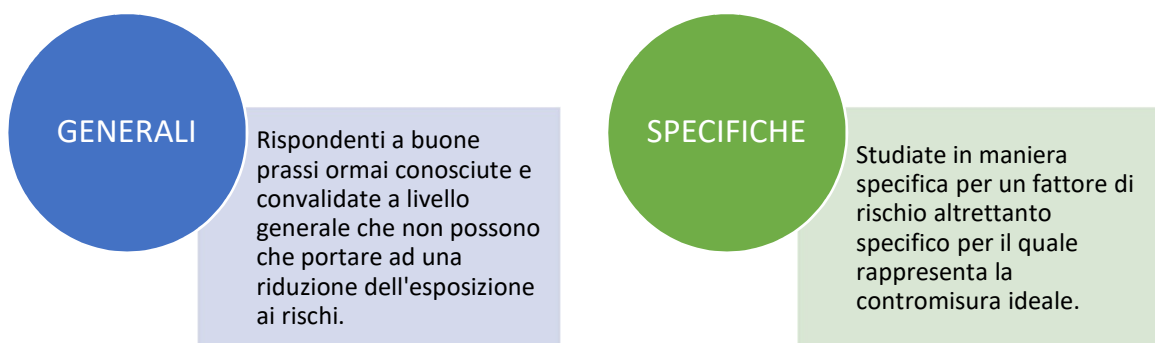 GENERALI
Rispondenti a buone
prassi ormai conosciute e
convalidate a livello
generale che non possono
che portare ad una
riduzione dell'esposizione
ai rischi.
SPECIFICHE
Studiate in maniera
specifica per un fattore di
rischio altrettanto
specifico per il quale
rappresenta la
contromisura ideale.